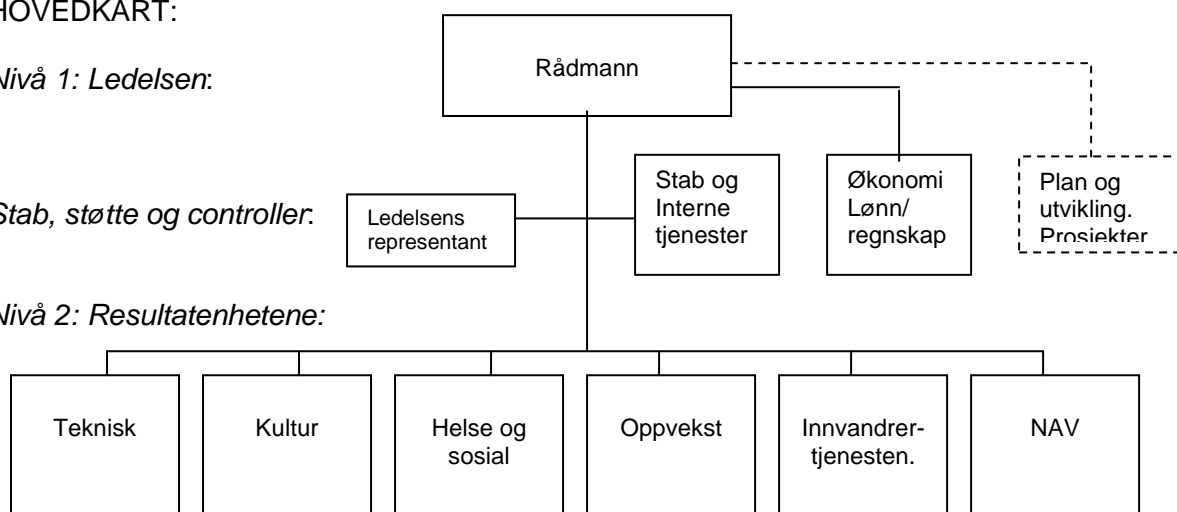 HOVEDKART:
Rådmann
Nivå 1: Ledelsen:
Stab, støtte og controller:
Ledelsens
representant
Stab og
Interne
tjenester
Økonomi
Lønn/
regnskap
Plan og
utvikling.
Prosjekter
Nivå 2: Resultatenhetene:
Teknisk
Kultur
Helse og
sosial
Oppvekst
Innvandrer-
tjenesten.
NAV